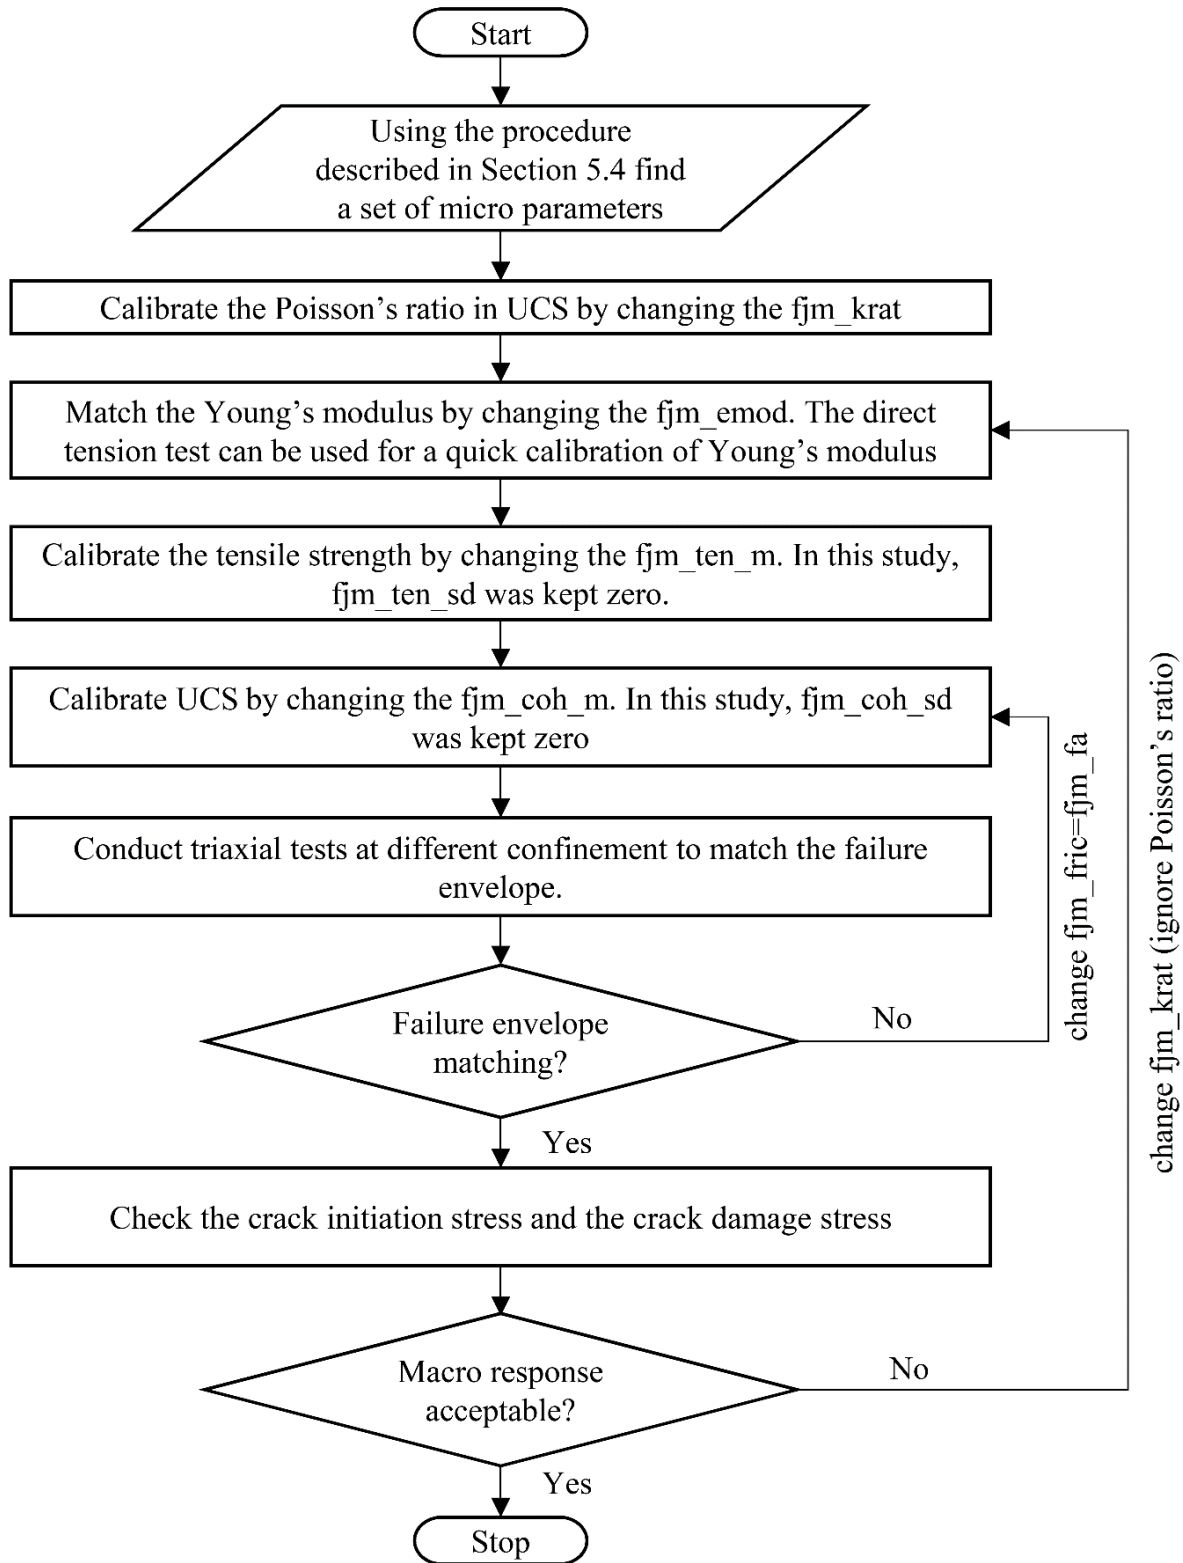 Start
Using the procedure
described in Section 5.4 find
a set of micro parameters
Calibrate the Poisson’s ratio in UCS by changing the fjm_krat
Match the Young’s modulus by changing the fjm_emod. The direct
tension test can be used for a quick calibration of Young’s modulus
Calibrate the tensile strength by changing the fjm_ten_m. In this study,
fjm_ten_sd was kept zero.
Calibrate UCS by changing the fjm_coh_m. In this study, fjm_coh_sd
was kept zero
Conduct triaxial tests at different confinement to match the failure
envelope.
Failure envelope
matching?
No
change fjm_fric=fjm_fa
Yes
Check the crack initiation stress and the crack damage stress
Macro response
acceptable?
No
change fjm_krat (ignore Poisson’s ratio)
Yes
Stop